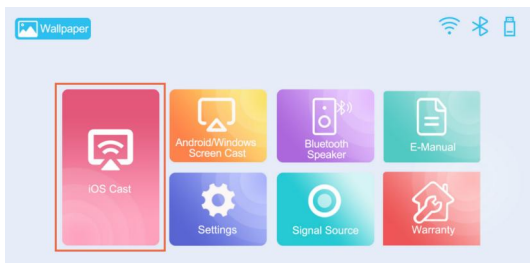 Wallpaper
iOS Cast
Android/Windows
Screen Cast
Bluetooth
Speaker
E-Manual
Settings
Signal Source
Warranty